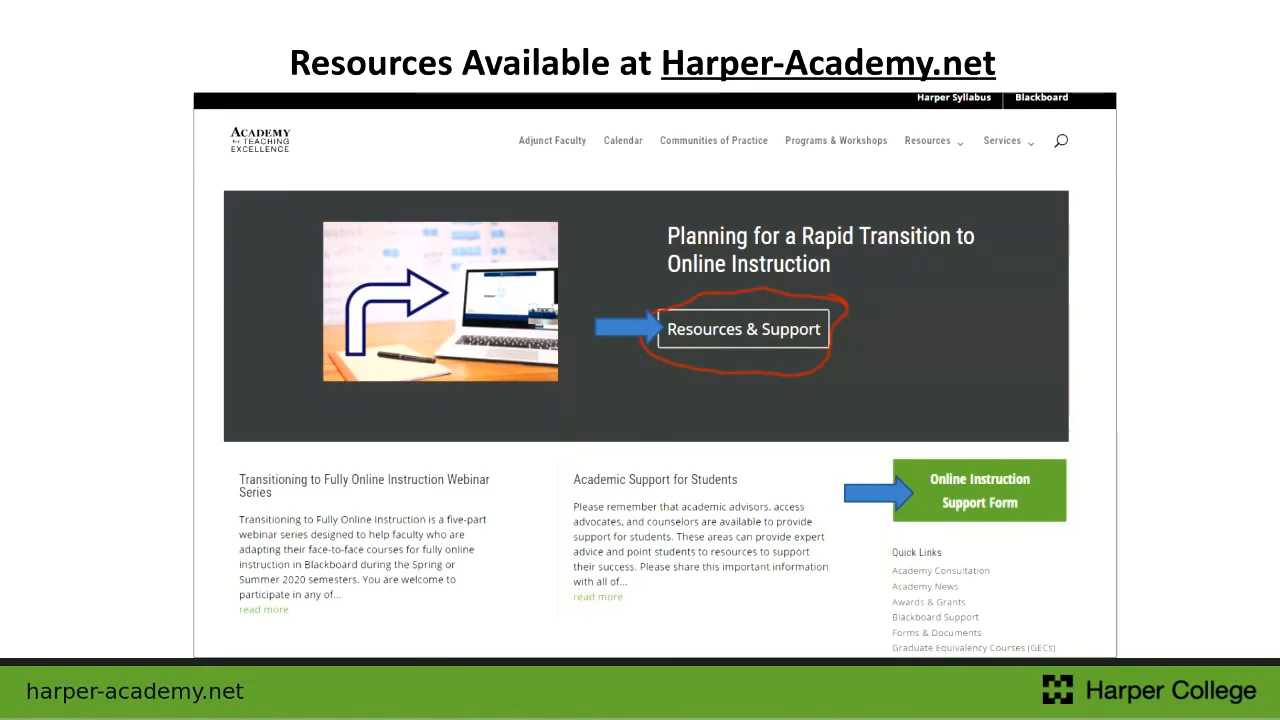 Resources Available at Harper-Academy.net
Harper Syllabus Blackboard
ACADEMY
for TEACHING
EXCELLENCE
Adjunct Faculty Calendar Communities of Practice Programs & Workshops Resources Services
Planning for a Rapid Transition to
Online Instruction
Resources & Support
Transitioning to Fully Online Instruction Webinar
Series
Transitioning to Fully Online Instruction is a five-part
webinar series designed to help faculty who are
adapting their face-to-face courses for fully online
instruction in Blackboard during the Spring or
Summer 2020 semesters. You are welcome to
participate in any of...
read more
Academic Support for Students
Please remember that academic advisors, access
advocates, and counselors are available to provide
support for students. These areas can provide expert
advice and point students to resources to support
their success. Please share this important information
with all of...
read more
Online Instruction
Support Form
Quick Links
Academy Consultation
Academy News
Awards & Grants
Blackboard Support
Forms & Documents
Graduate Equivalency Courses (GECs)
harper-academy.net
Harper College